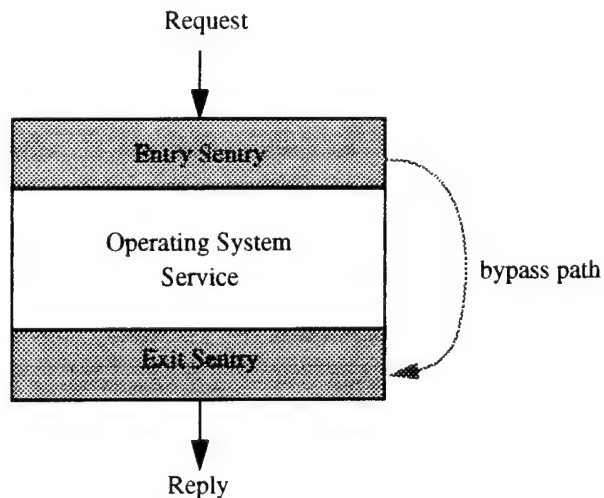 Request
Entry Sentry
Operating System
Service
bypass path
Exit Sentry
Reply